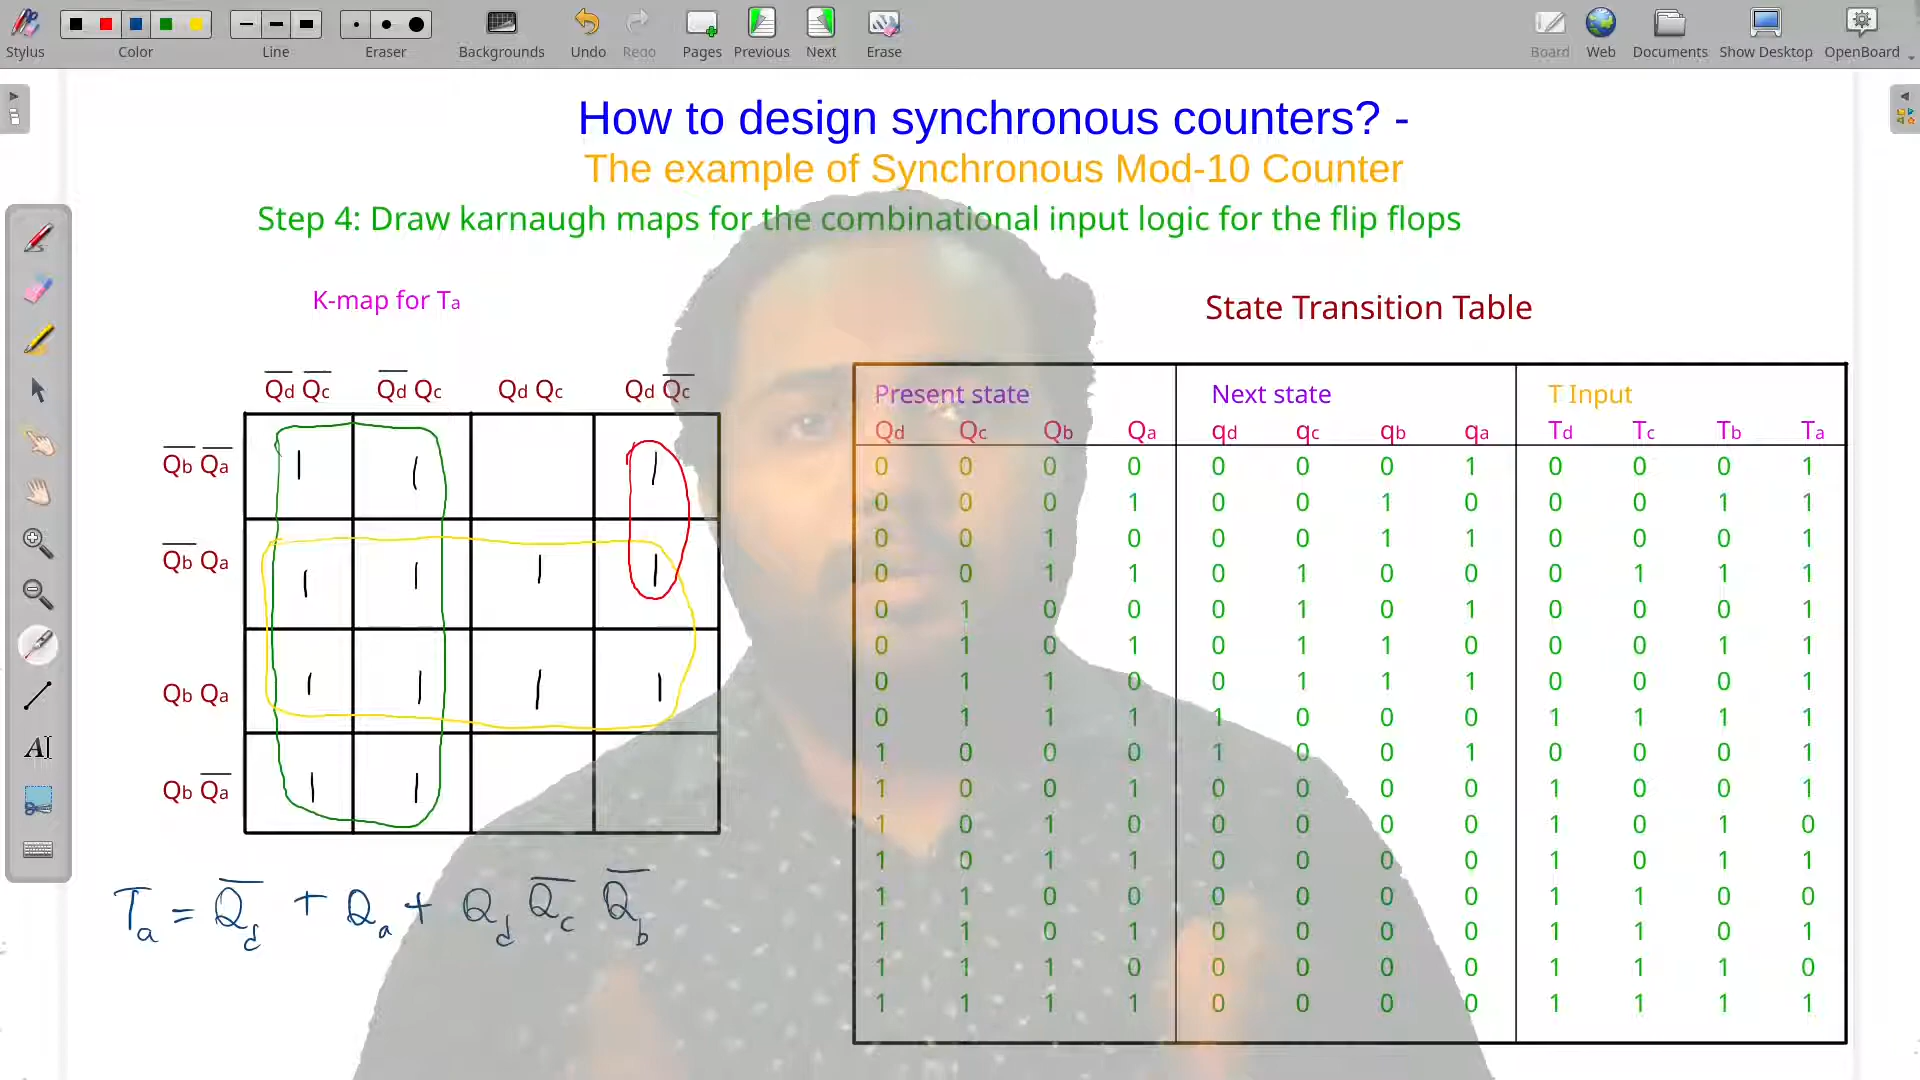 Stylus Color Line Eraser Backgrounds Undo Redo Pages Previous Next Erase Board Web Documents Show Desktop OpenBoard
How to design synchronous counters? -
The example of Synchronous Mod-10 Counter
Step 4: Draw karnaugh maps for the combinational input logic for the flip flops
K-map for Ta
State Transition Table
Q̅d Q̅c Q̅d Qc Qd Qc Qd Q̅c
Q̅b Q̅a 1 1 1
Q̅b Qa 1 1 1 1
Qb Qa 1 1 1 1
Qb Q̅a 1 1
Ta = Q̅d + Qa + Qd Q̅c Q̅b
Present state Next state T Input
Qd Qc Qb Qa qd qc qb qa Td Tc Tb Ta
0 0 0 0 0 0 0 1 0 0 0 1
0 0 0 1 0 0 1 0 0 0 1 1
0 0 1 0 0 0 1 1 0 0 0 1
0 0 1 1 0 1 0 0 0 1 1 1
0 1 0 0 0 1 0 1 0 0 0 1
0 1 0 1 0 1 1 0 0 0 1 1
0 1 1 0 0 1 1 1 0 0 0 1
0 1 1 1 1 0 0 0 1 1 1 1
1 0 0 0 1 0 0 1 0 0 0 1
1 0 0 1 0 0 0 0 1 0 0 1
1 0 1 0 0 0 0 0 1 0 1 0
1 0 1 1 0 0 0 0 1 0 1 1
1 1 0 0 0 0 0 0 1 1 0 0
1 1 0 1 0 0 0 0 1 1 0 1
1 1 1 0 0 0 0 0 1 1 1 0
1 1 1 1 0 0 0 0 1 1 1 1